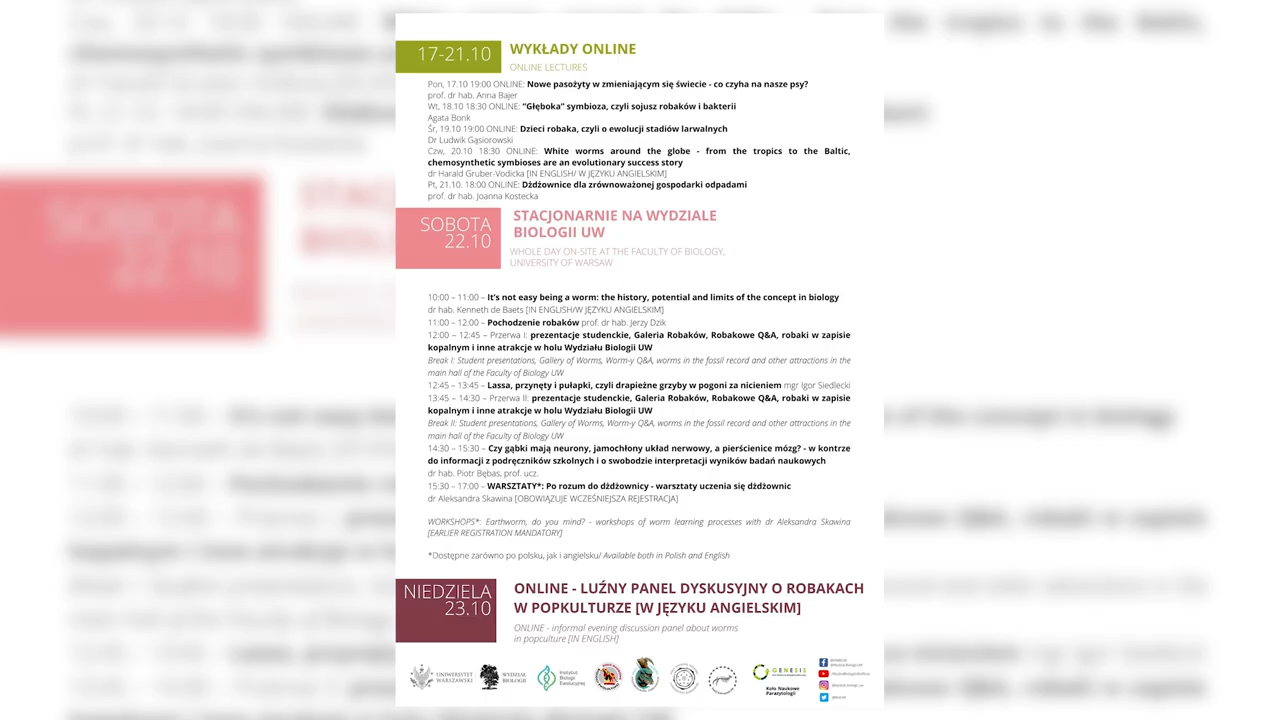 17-21.10
WYKŁADY ONLINE
ONLINE LECTURES
Pon, 17.10 19:00 ONLINE: Nowe pasożyty w zmieniającym się świecie - co czyha na nasze psy?
prof. dr hab. Anna Bajer
Wt, 18.10 18:30 ONLINE: "Głęboka" symbioza, czyli sojusz robaków i bakterii
Agata Bonk
Śr, 19.10 19:00 ONLINE: Dzieci robaka, czyli o ewolucji stadiów larwalnych
Dr Ludwik Gąsiorowski
Czw, 20.10 18:30 ONLINE: White worms around the globe - from the tropics to the Baltic,
chemosynthetic symbioses are an evolutionary success story
dr Harald Gruber-Vodicka [IN ENGLISH/ W JĘZYKU ANGIELSKIM]
Pt, 21.10. 18:00 ONLINE: Dżdżownice dla zrównoważonej gospodarki odpadami
prof. dr hab. Joanna Kostecka
SOBOTA
22.10
STACJONARNIE NA WYDZIALE
BIOLOGII UW
WHOLE DAY ON-SITE AT THE FACULTY OF BIOLOGY,
UNIVERSITY OF WARSAW
10:00 – 11:00 – It's not easy being a worm: the history, potential and limits of the concept in biology
dr hab. Kenneth de Baets [IN ENGLISH/W JĘZYKU ANGIELSKIM]
11:00 – 12:00 – Pochodzenie robaków prof. dr hab. Jerzy Dzik
12:00 – 12:45 – Przerwa I: prezentacje studenckie, Galeria Robaków, Robakowe Q&A, robaki w zapisie
kopalnym i inne atrakcje w holu Wydziału Biologii UW
Break I: Student presentations, Gallery of Worms, Worm-y Q&A, worms in the fossil record and other attractions in the
main hall of the Faculty of Biology UW
12:45 – 13:45 – Lassa, przynęty i pułapki, czyli drapieżne grzyby w pogoni za nicieniem mgr Igor Siedlecki
13:45 – 14:30 – Przerwa II: prezentacje studenckie, Galeria Robaków, Robakowe Q&A, robaki w zapisie
kopalnym i inne atrakcje w holu Wydziału Biologii UW
Break II: Student presentations, Gallery of Worms, Worm-y Q&A, worms in the fossil record and other attractions in the
main hall of the Faculty of Biology UW
14:30 – 15:30 – Czy gąbki mają neurony, jamochłony układ nerwowy, a pierścienice mózg? - w kontrze
do informacji z podręczników szkolnych i o swobodzie interpretacji wyników badań naukowych
dr hab. Piotr Bębas, prof. ucz.
15:30 – 17:00 – WARSZTATY*: Po rozum do dżdżownicy - warsztaty uczenia się dżdżownic
dr Aleksandra Skawina [OBOWIĄZUJE WCZEŚNIEJSZA REJESTRACJA]
WORKSHOPS*: Earthworm, do you mind? - workshops of worm learning processes with dr Aleksandra Skawina
[EARLIER REGISTRATION MANDATORY]
*Dostępne zarówno po polsku, jak i angielsku/ Available both in Polish and English
NIEDZIELA
23.10
ONLINE - LUŹNY PANEL DYSKUSYJNY O ROBAKACH
W POPKULTURZE [W JĘZYKU ANGIELSKIM]
ONLINE - informal evening discussion panel about worms
in popculture [IN ENGLISH]
UNIWERSYTET
WARSZAWSKI
WYDZIAŁ
BIOLOGII
Instytut
Biologii
Ewolucyjnej
GENESIS
Koło Naukowe
Parazytologii